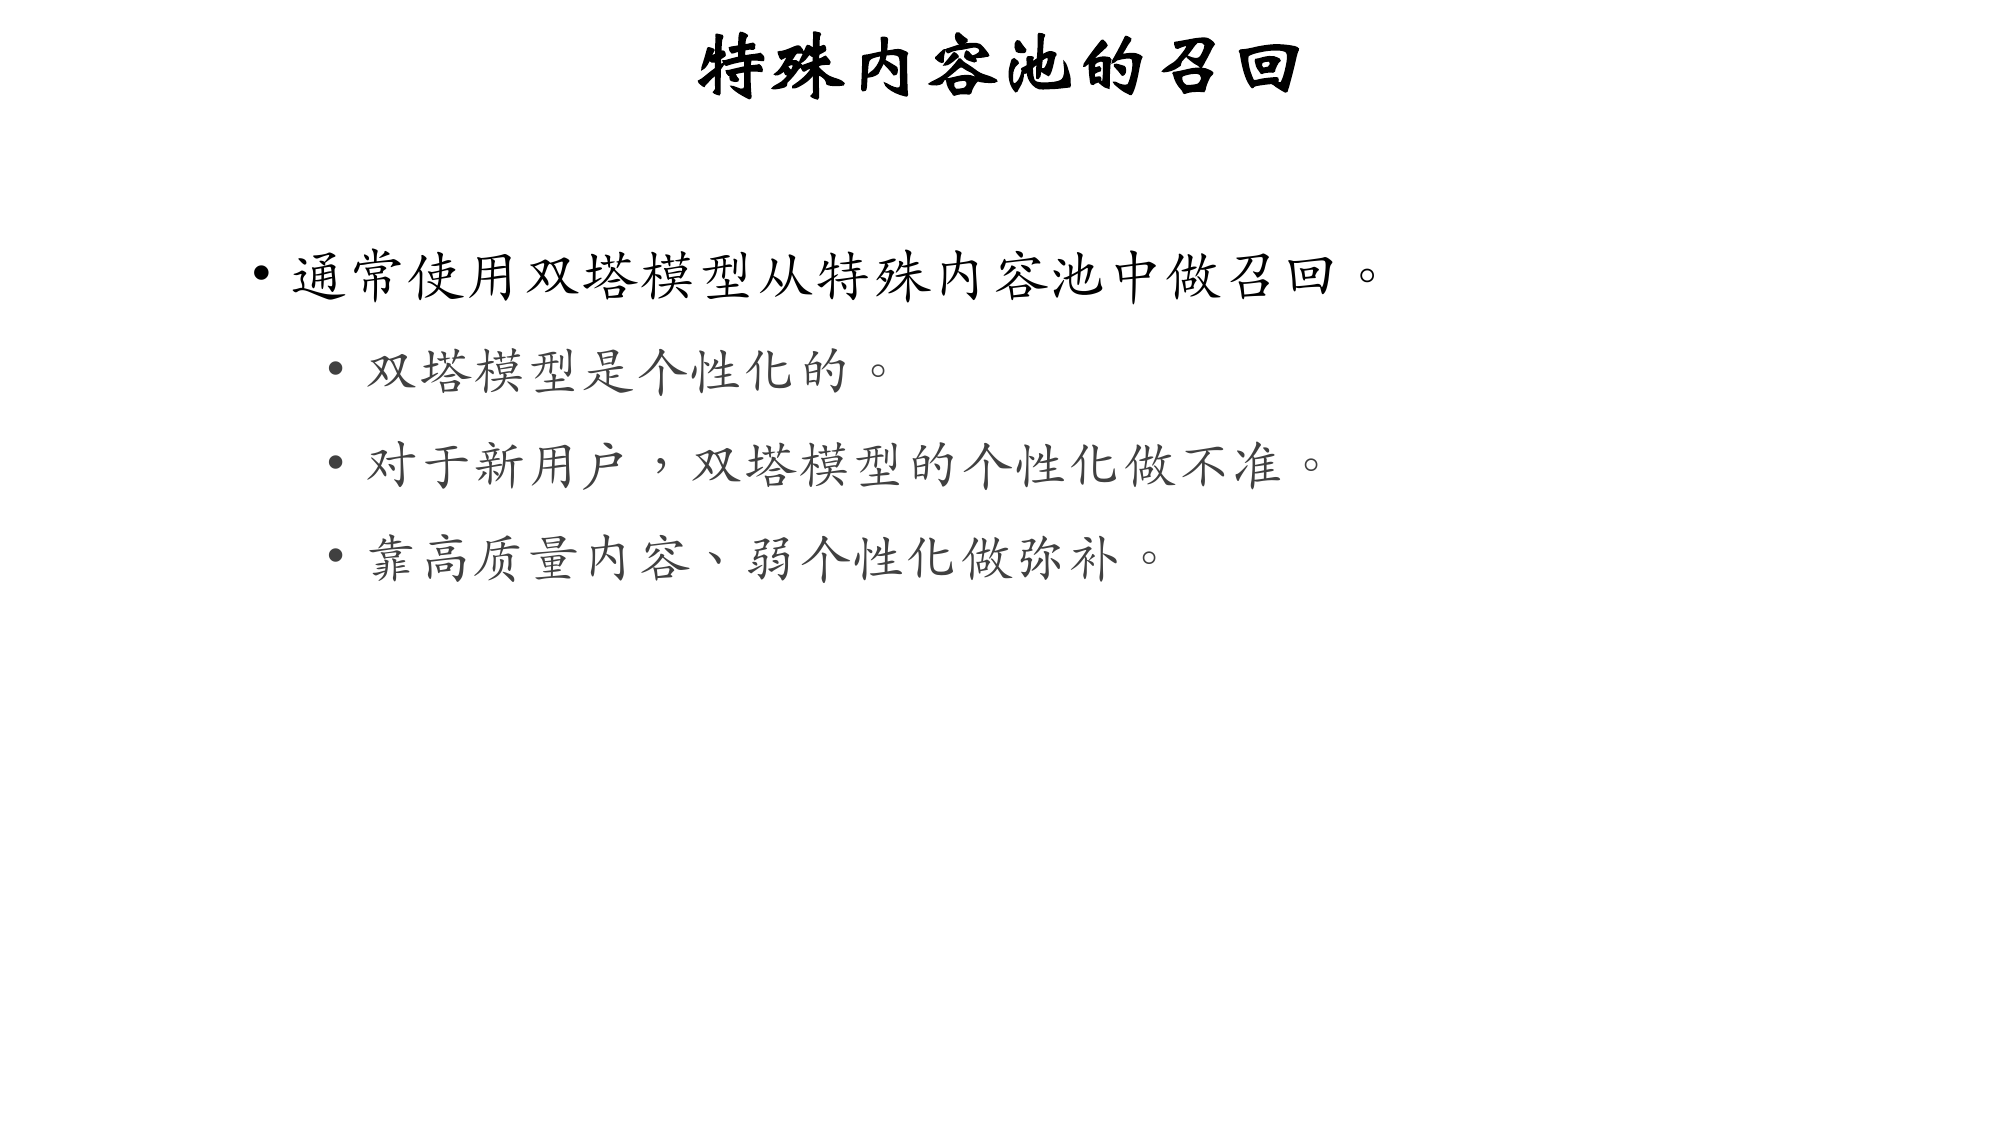 特殊内容池的召回
• 通常使用双塔模型从特殊内容池中做召回。
• 双塔模型是个性化的。
• 对于新用户，双塔模型的个性化做不准。
• 靠高质量内容、弱个性化做弥补。